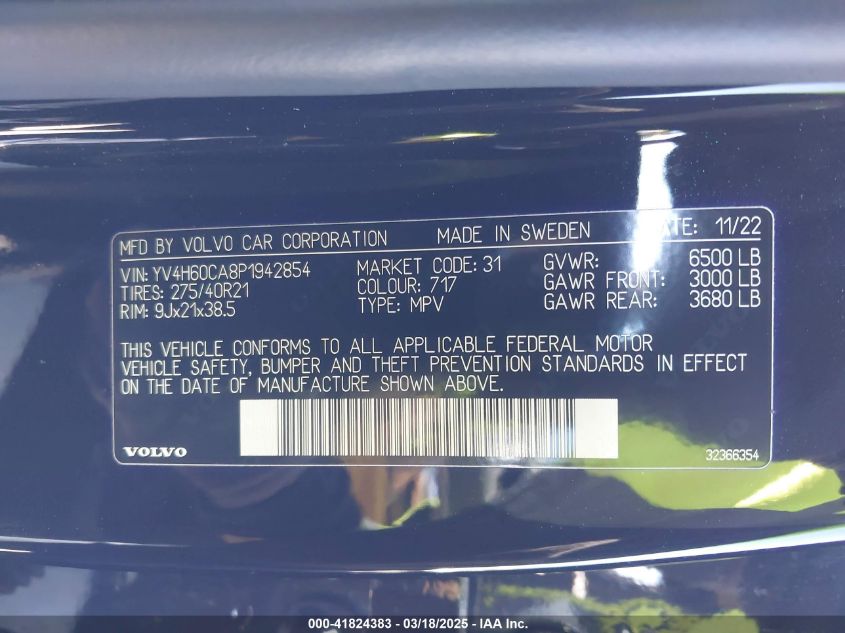 MFD BY VOLVO CAR CORPORATION MADE IN SWEDEN DATE: 11/22
VIN: YV4H60CA8P1942854 MARKET CODE: 31 GVWR: 6500 LB
TIRES: 275/40R21 COLOUR: 717 GAWR FRONT: 3000 LB
RIM: 9Jx21x38.5 TYPE: MPV GAWR REAR: 3680 LB
THIS VEHICLE CONFORMS TO ALL APPLICABLE FEDERAL MOTOR
VEHICLE SAFETY, BUMPER AND THEFT PREVENTION STANDARDS IN EFFECT
ON THE DATE OF MANUFACTURE SHOWN ABOVE.
VOLVO 32366354
000-41824383 - 03/18/2025 - IAA Inc.